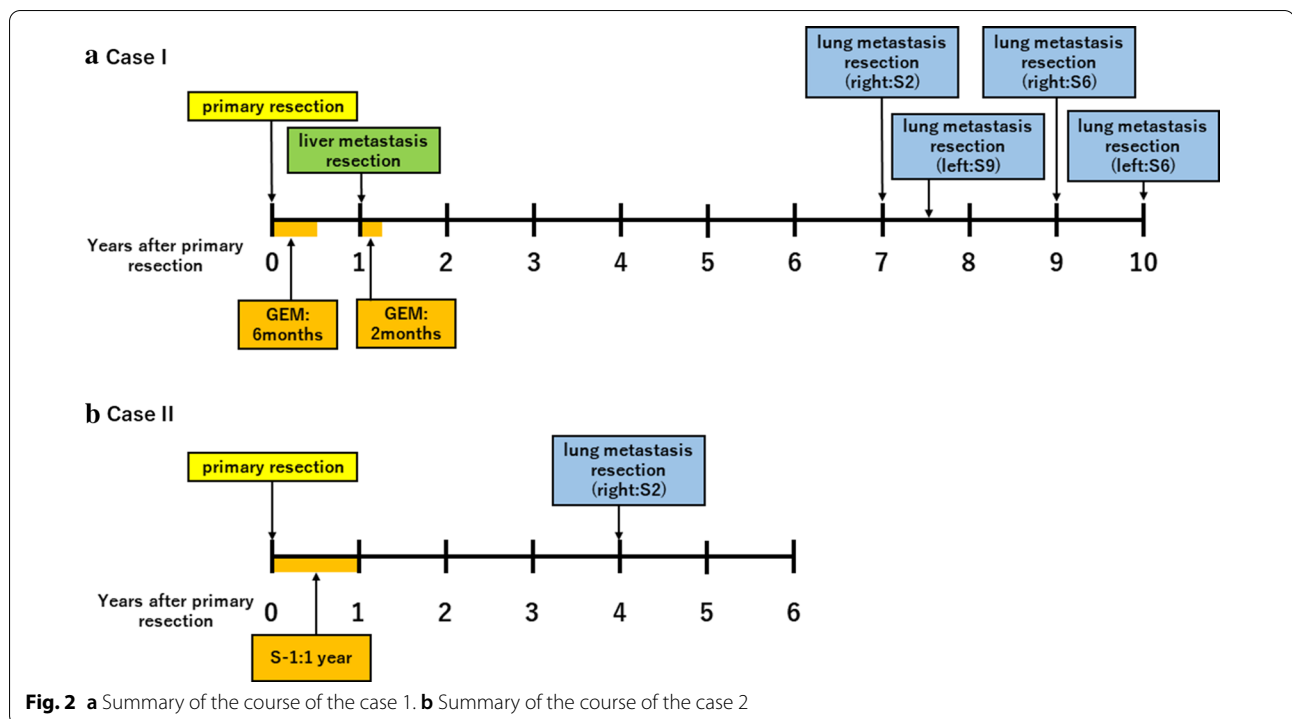 a Case I
primary resection
liver metastasis
resection
lung metastasis
resection
(right:S2)
lung metastasis
resection
(left:S9)
lung metastasis
resection
(right:S6)
lung metastasis
resection
(left:S6)
Years after primary
resection
0 1 2 3 4 5 6 7 8 9 10
GEM:
6months
GEM:
2months
b Case II
primary resection
lung metastasis
resection
(right:S2)
Years after primary
resection
0 1 2 3 4 5 6
S-1:1 year
Fig. 2 a Summary of the course of the case 1. b Summary of the course of the case 2